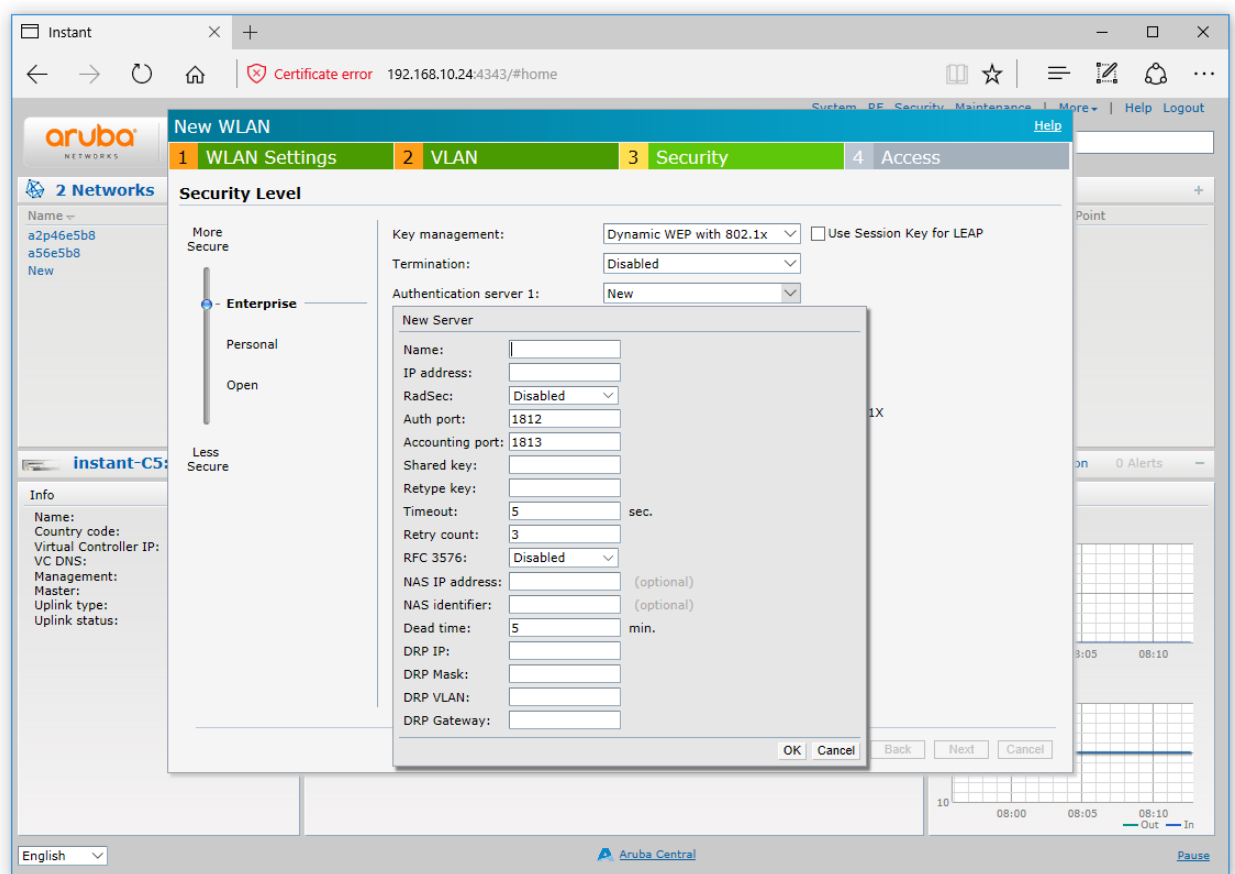 Instant
Certificate error 192.168.10.24:4343/#home
System RF Security Maintenance | More | Help Logout
aruba
NETWORKS
New WLAN
Help
1 WLAN Settings
2 VLAN
3 Security
4 Access
2 Networks
Name
a2p46e5b8
a56e5b8
New
Point
Security Level
More
Secure
Enterprise
Personal
Open
Less
Secure
Key management: Dynamic WEP with 802.1x Use Session Key for LEAP
Termination: Disabled
Authentication server 1: New
New Server
Name:
IP address:
RadSec: Disabled
Auth port: 1812
Accounting port: 1813
Shared key:
Retype key:
Timeout: 5 sec.
Retry count: 3
RFC 3576: Disabled
NAS IP address: (optional)
NAS identifier: (optional)
Dead time: 5 min.
DRP IP:
DRP Mask:
DRP VLAN:
DRP Gateway:
OK Cancel
1X
Back Next Cancel
instant-C5:
on 0 Alerts
Info
Name:
Country code:
Virtual Controller IP:
VC DNS:
Management:
Master:
Uplink type:
Uplink status:
8:05 08:10
10
08:00 08:05 08:10
Out In
English
Aruba Central
Pause